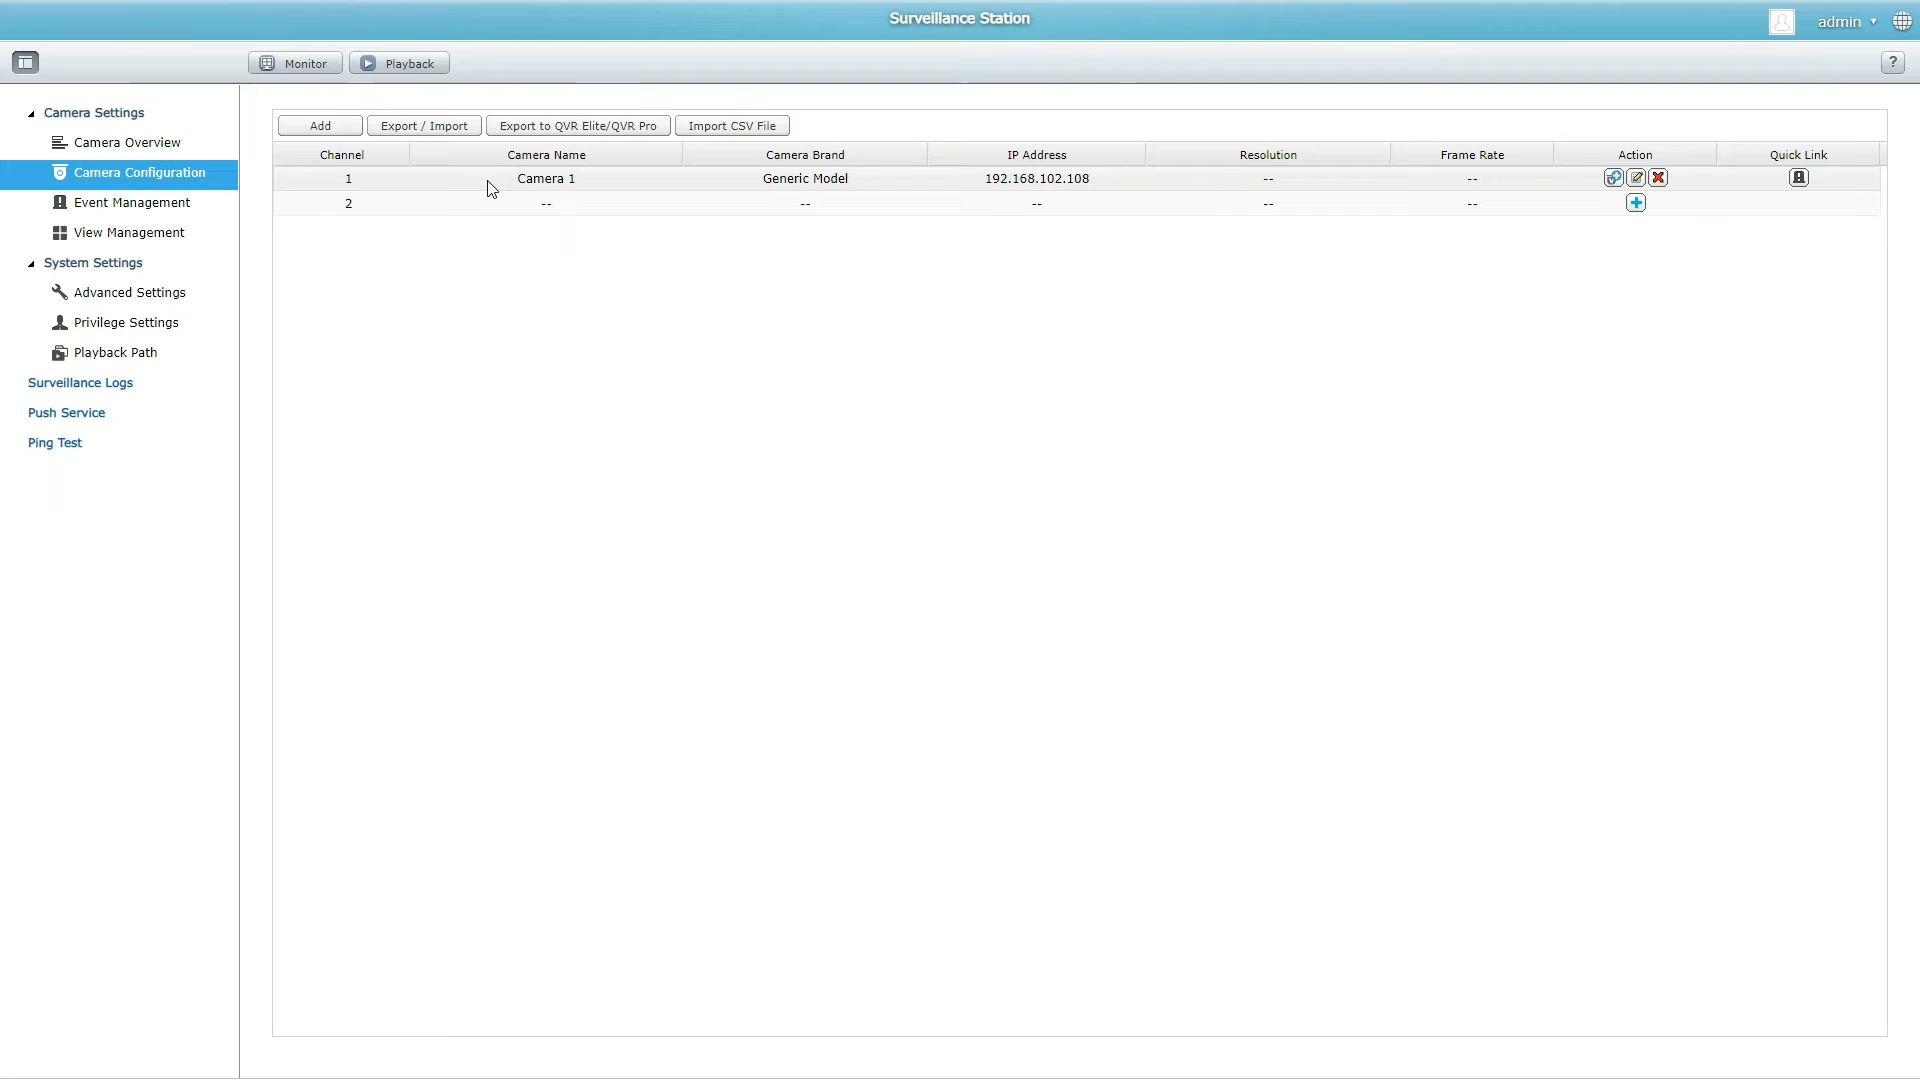 Surveillance Station
admin
Monitor
Playback
?
Camera Settings
Camera Overview
Camera Configuration
Event Management
View Management
System Settings
Advanced Settings
Privilege Settings
Playback Path
Surveillance Logs
Push Service
Ping Test
Add Export / Import Export to QVR Elite/QVR Pro Import CSV File
Channel Camera Name Camera Brand IP Address Resolution Frame Rate Action Quick Link
1 Camera 1 Generic Model 192.168.102.108 -- --
2 -- -- -- -- --